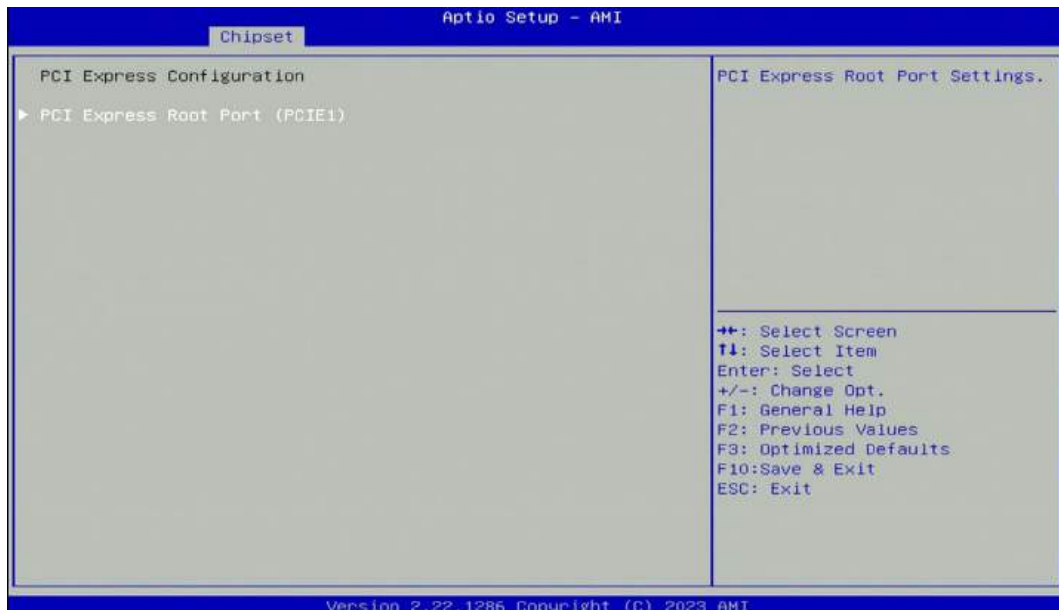 Aptio Setup – AMI
Chipset
PCI Express Configuration
PCI Express Root Port (PCIE1)
PCI Express Root Port Settings.
→←: Select Screen
↑↓: Select Item
Enter: Select
+/-: Change Opt.
F1: General Help
F2: Previous Values
F3: Optimized Defaults
F10:Save & Exit
ESC: Exit
Version 2.22.1286 Copyright (C) 2023 AMI